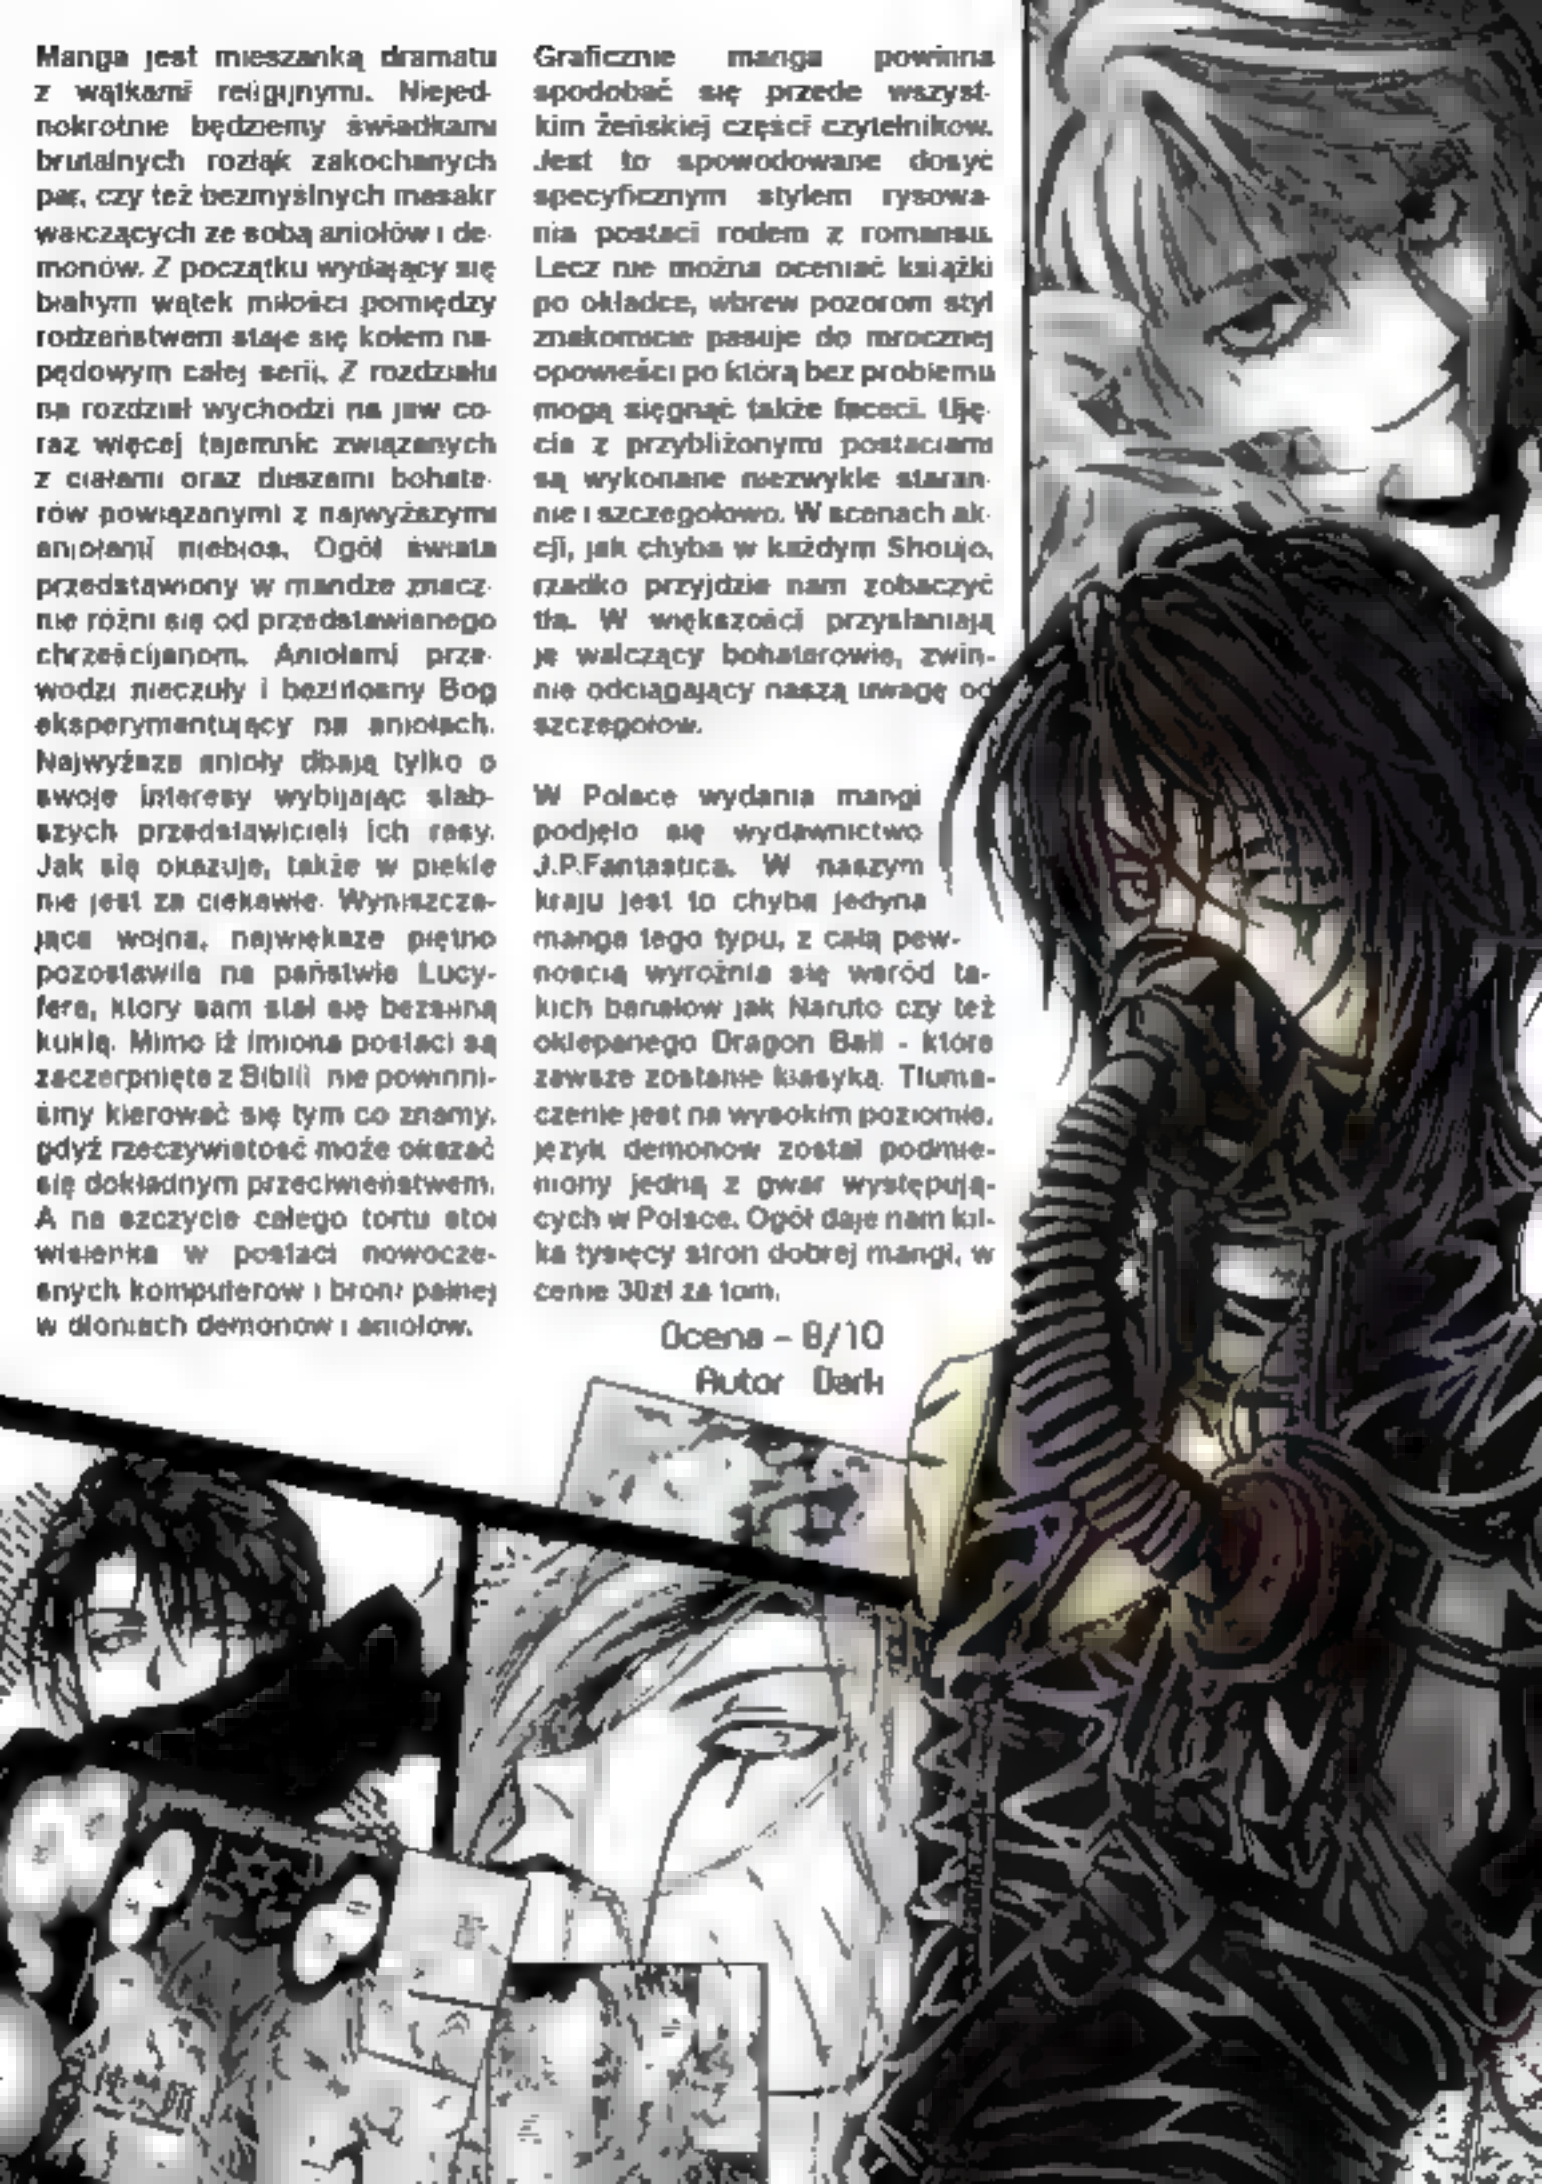 Manga jest mieszanką dramatu
z wątkami religijnymi. Niejed-
nokrotnie będziemy świadkami
brutalnych rozłąk zakochanych
par, czy też bezmyślnych masakr
walczących ze sobą aniołów i de-
monów. Z początku wydający się
błahym wątek miłości pomiędzy
rodzeństwem staje się kołem na-
pędowym całej serii. Z rozdziału
na rozdział wychodzi na jaw co-
raz więcej tajemnic związanych
z ciałami oraz duszami bohate-
rów powiązanymi z najwyższymi
aniołami niebios. Ogół świata
przedstawiony w mandze znacz-
nie różni się od przedstawianego
chrześcijanom. Aniołami prze-
wodzi nieczuły i bezlitosny Bóg
eksperymentujący na aniołach.
Najwyższe anioły dbają tylko o
swoje interesy wybijając słab-
szych przedstawicieli ich rasy.
Jak się okazuje, także w piekle
nie jest za ciekawie. Wyniszcza-
jąca wojna, największe piętno
pozostawiła na państwie Lucy-
fera, który sam stał się bezsilną
kukłą. Mimo iż imiona postaci są
zaczerpnięte z Biblii nie powinni-
śmy kierować się tym co znamy,
gdyż rzeczywistość może okazać
się dokładnym przeciwieństwem.
A na szczycie całego tortu stoi
wisienka w postaci nowocze-
snych komputerów i broni palnej
w dłoniach demonów i aniołów.
Graficznie manga powinna
spodobać się przede wszyst-
kim żeńskiej części czytelników.
Jest to spowodowane dosyć
specyficznym stylem rysowa-
nia postaci rodem z romansu.
Lecz nie można oceniać książki
po okładce, wbrew pozorom styl
znakomicie pasuje do mrocznej
opowieści po którą bez problemu
mogą sięgnąć także faceci. Uję-
cia z przybliżonymi postaciami
są wykonane niezwykle staran-
nie i szczegółowo. W scenach ak-
cji, jak chyba w każdym Shoujo,
rzadko przyjdzie nam zobaczyć
tła. W większości przysłaniają
je walczący bohaterowie, zwin-
nie odciągający naszą uwagę od
szczegółów.
W Polsce wydania mangi
podjęło się wydawnictwo
J.P.Fantastica. W naszym
kraju jest to chyba jedyna
manga tego typu, z całą pew-
nością wyróżnia się wśród ta-
kich banałów jak Naruto czy też
oklepanego Dragon Ball - które
zawsze zostanie klasyką. Tłuma-
czenie jest na wysokim poziomie,
język demonów został podmie-
niony jedną z gwar występują-
cych w Polsce. Ogół daje nam kil-
ka tysięcy stron dobrej mangi, w
cenie 30zł za tom.
Ocena – 8/10
Autor Dark